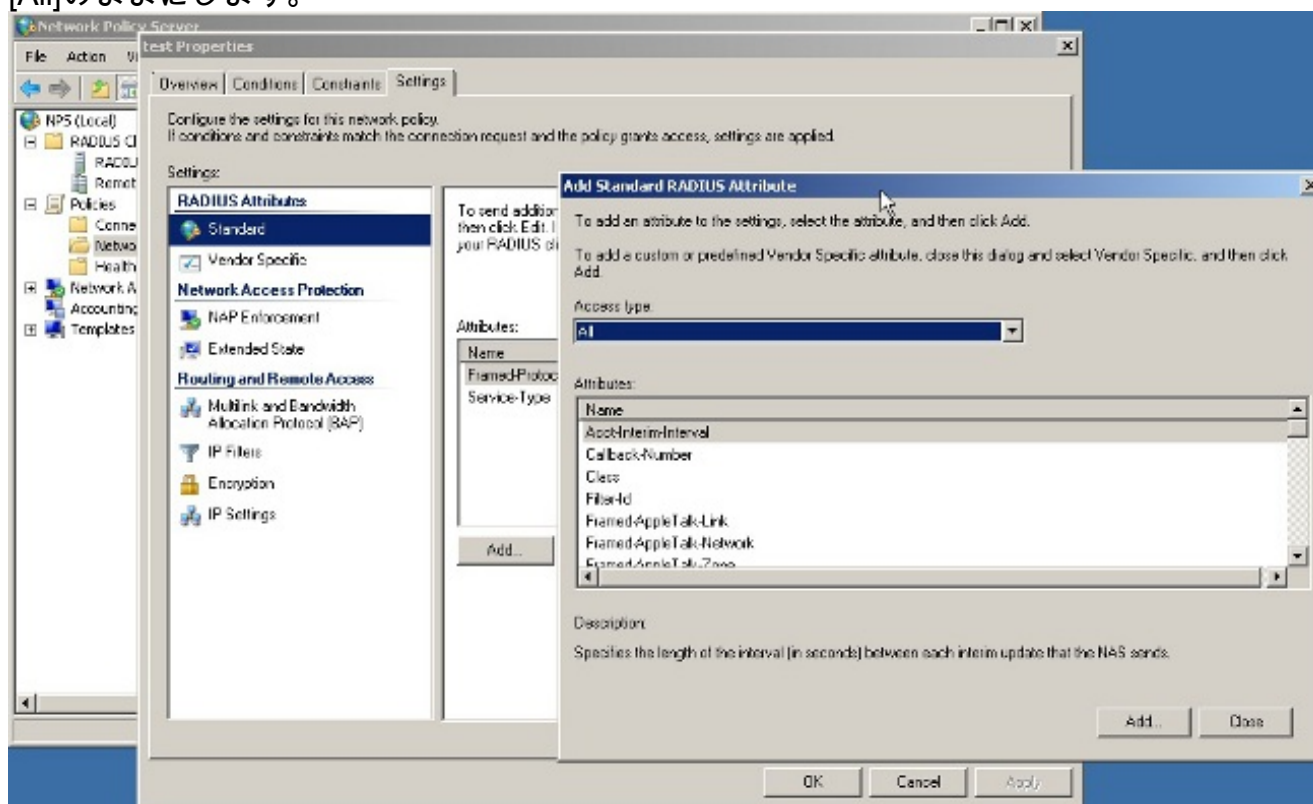 [All]のままにします。
Network Policy Server
File Action Vi
NPS (Local)
RADIUS Cl
RADIU
Remot
Policies
Conne
Netwo
Health
Network A
Accounting
Templates
test Properties
Overview Conditions Constraints Settings
Configure the settings for this network policy.
If conditions and constraints match the connection request and the policy grants access, settings are applied.
Settings:
RADIUS Attributes
Standard
Vendor Specific
Network Access Protection
NAP Enforcement
Extended State
Routing and Remote Access
Multilink and Bandwidth
Allocation Protocol (BAP)
IP Filters
Encryption
IP Settings
To send addition
then click Edit. I
your RADIUS cli
Attributes:
Name
Framed-Protoc
Service-Type
Add...
Add Standard RADIUS Attribute
To add an attribute to the settings, select the attribute, and then click Add.
To add a custom or predefined Vendor Specific attribute, close this dialog and select Vendor Specific, and then click
Add.
Access type:
All
Attributes:
Name
Acct-Interim-Interval
Callback-Number
Class
Filter-Id
Framed-AppleTalk-Link
Framed-AppleTalk-Network
Framed-AppleTalk-Zone
Description:
Specifies the length of the interval (in seconds) between each interim update that the NAS sends.
Add... Close
OK Cancel Apply